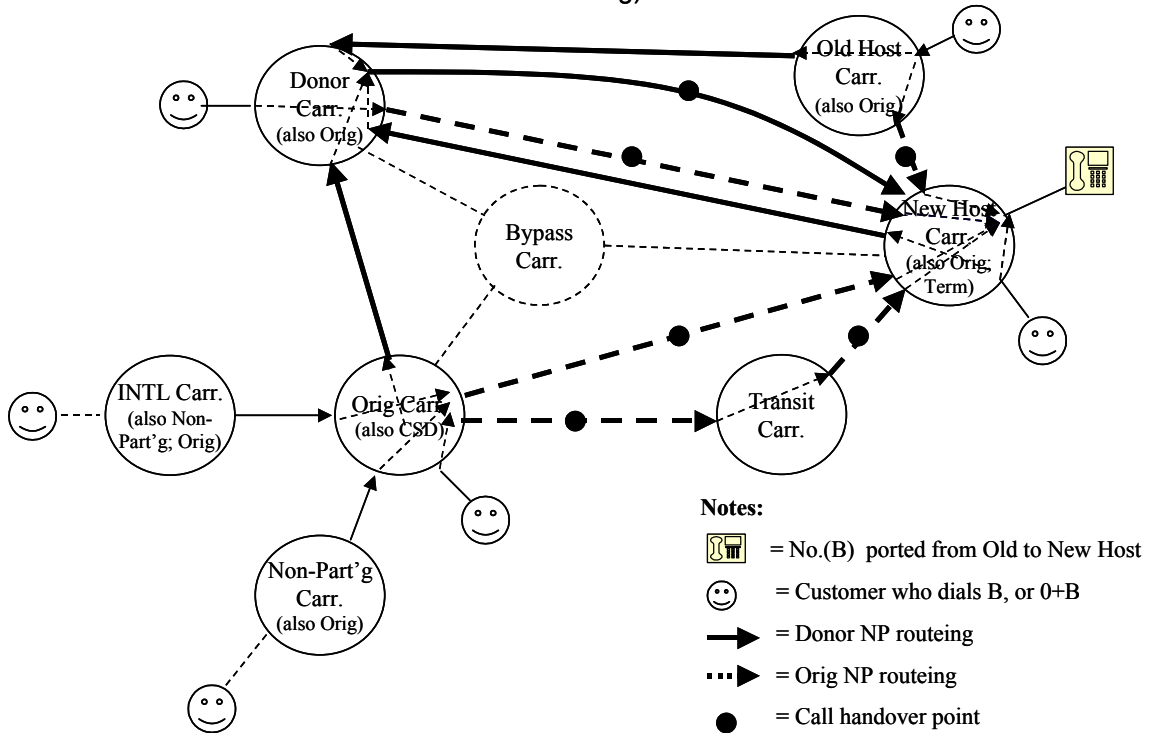 g)
Old Host
Carr.
(also Orig)
Donor
Carr.
(also Orig)
New Host
Carr.
(also Orig;
Term)
Bypass
Carr.
INTL Carr.
(also Non-
Part'g; Orig)
Orig Carr.
(also CSD)
Transit
Carr.
Non-Part'g
Carr.
(also Orig)
Notes:
= No.(B) ported from Old to New Host
= Customer who dials B, or 0+B
= Donor NP routeing
= Orig NP routeing
= Call handover point